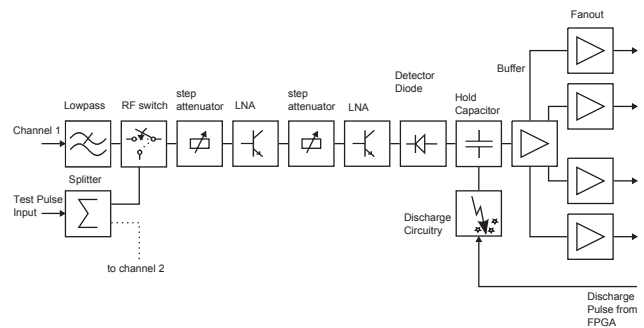 Fanout
Buffer
Detector
Diode
Hold
Capacitor
step
attenuator
LNA
step
attenuator
LNA
Lowpass
RF switch
Channel 1
Splitter
Test Pulse
Input
to channel 2
Discharge
Circuitry
Discharge
Pulse from
FPGA